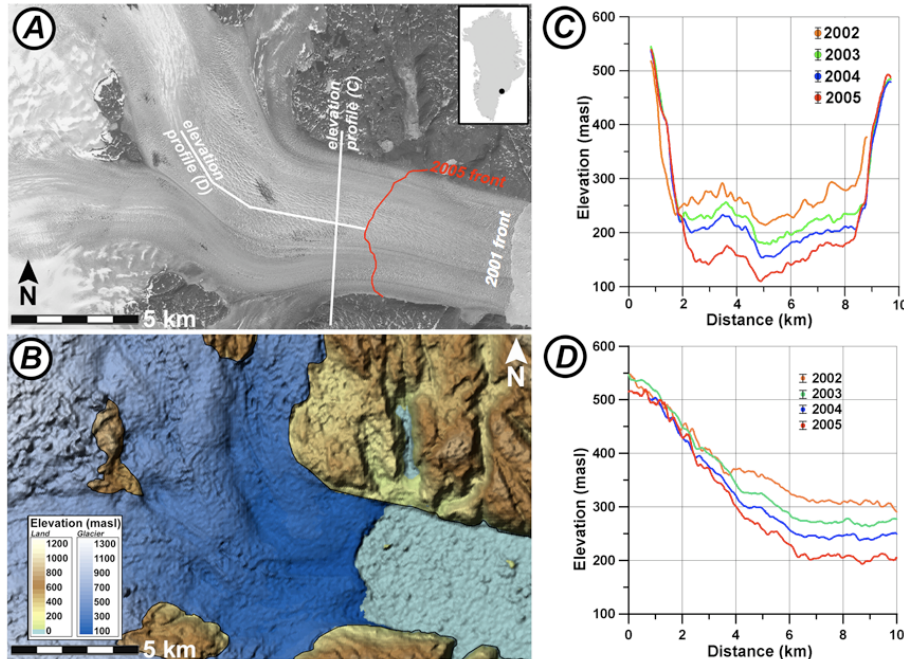 A
elevation
profile (D)
elevation
profile (C)
2005 front
2001 front
N
5 km
B
N
Elevation (masl)
Land
Glacier
1200
1000
800
600
400
200
0
1300
1100
900
700
500
300
100
5 km
C
600
500
400
300
200
100
Elevation (masl)
2002
2003
2004
2005
0
2
4
6
8
10
Distance (km)
D
600
500
400
300
200
100
Elevation (masl)
2002
2003
2004
2005
0
2
4
6
8
10
Distance (km)